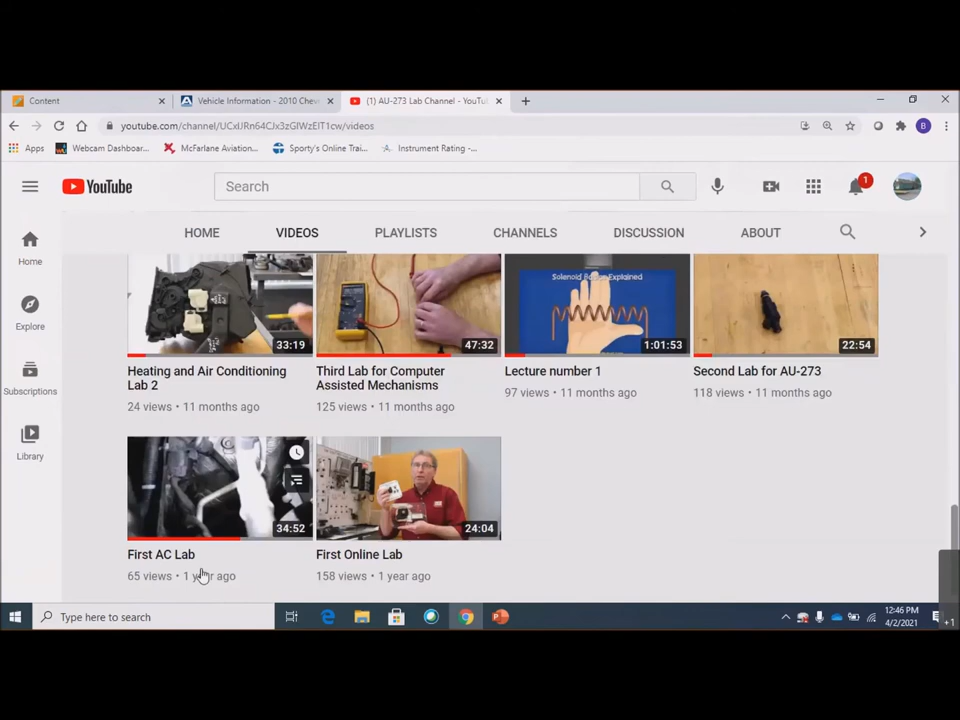 Content
Vehicle Information - 2010 Chev
(1) AU-273 Lab Channel - YouTu
youtube.com/channel/UCxlJRn64CJx3zGlWzElT1cw/videos
Apps
Webcam Dashboar...
McFarlane Aviation...
Sporty's Online Trai...
Instrument Rating -...
YouTube
Search
1
HOME
VIDEOS
PLAYLISTS
CHANNELS
DISCUSSION
ABOUT
Home
Explore
Subscriptions
Library
33:19
Heating and Air Conditioning
Lab 2
24 views • 11 months ago
47:32
Third Lab for Computer
Assisted Mechanisms
125 views • 11 months ago
1:01:53
Lecture number 1
97 views • 11 months ago
22:54
Second Lab for AU-273
118 views • 11 months ago
34:52
First AC Lab
65 views • 1 year ago
24:04
First Online Lab
158 views • 1 year ago
Type here to search
12:46 PM
4/2/2021
+1
B